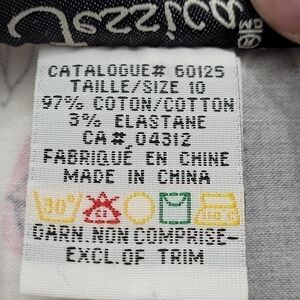 Jessica
CATALOGUE# 60125
TAILLE/SIZE 10
97% COTON/COTTON
3% ELASTANE
CA# 04312
FABRIQUÉ EN CHINE
MADE IN CHINA
30°
GARN.NON COMPRISE-
EXCL.OF TRIM